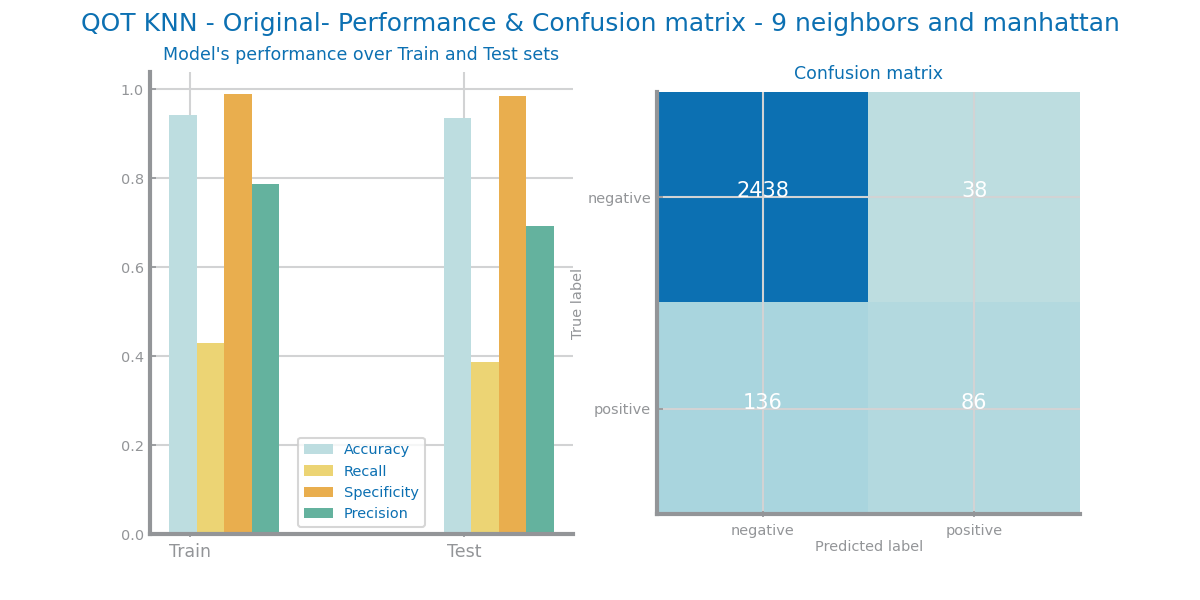 QOT KNN - Original- Performance & Confusion matrix - 9 neighbors and manhattan
Model's performance over Train and Test sets
1.0
0.8
0.6
0.4
0.2
0.0
Train
Test
Accuracy
Recall
Specificity
Precision
Confusion matrix
True label
negative
positive
2438
38
136
86
negative
positive
Predicted label